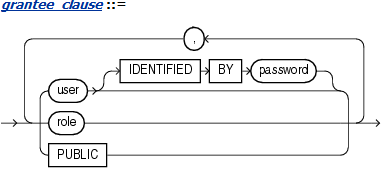 grantee_clause ::=
,
IDENTIFIED BY password
user
role
PUBLIC